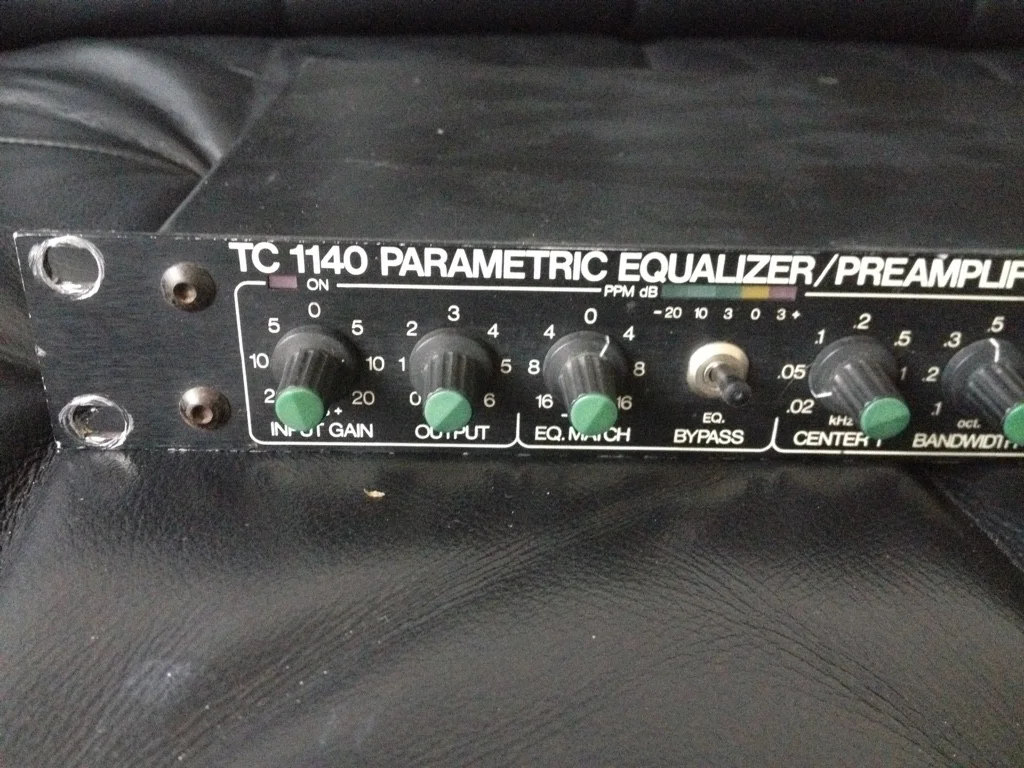 TC 1140 PARAMETRIC EQUALIZER/PREAMPLIF
ON
PPM dB
-20 10 3 0 3 +
5 0 5
10 10
2 + 20
INPUT GAIN
2 3 4
1 5
0 6
OUTPUT
4 0 4
8 8
16 - 16
EQ. MATCH
EQ.
BYPASS
.1 .2 .5
.05 1
.02
kHz
CENTER
.3 .5
.2
.1
oct.
BANDWIDTH